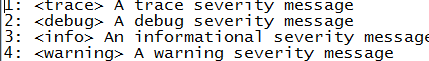 1: <trace> A trace severity message
2: <debug> A debug severity message
3: <info> An informational severity message
4: <warning> A warning severity message